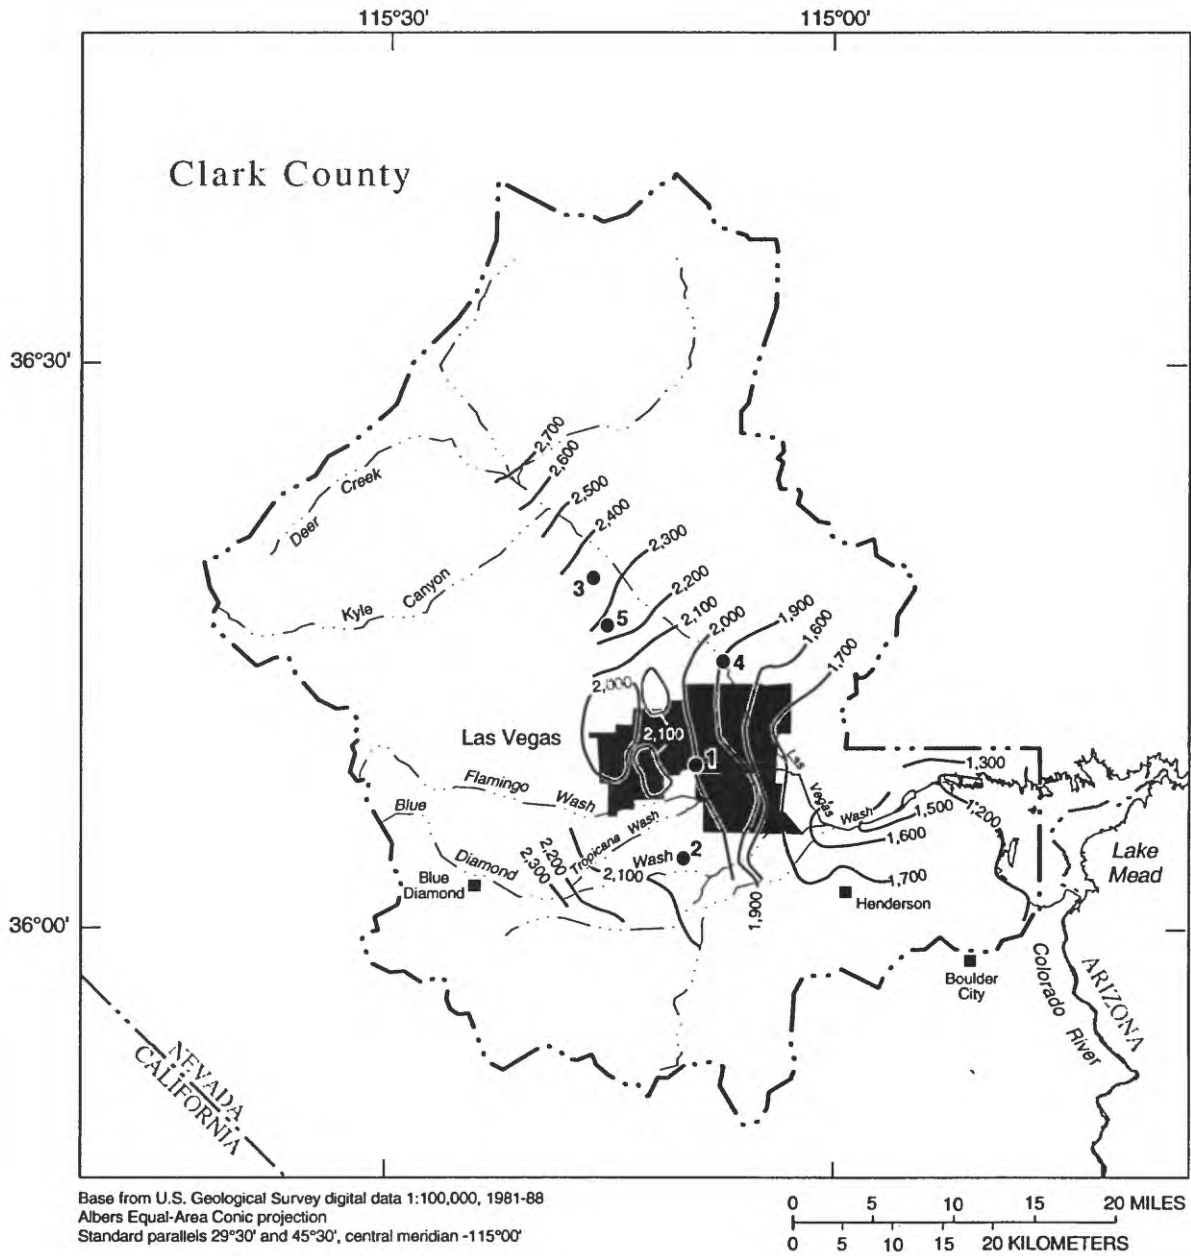 115°30' 115°00'
Clark County
36°30'
2,700
2,600
Deer Creek
2,500
2,400
2,300
3
Kyle Canyon
2,200
5
2,100
2,000
1,900
1,600
1,700
4
2,000
Las Vegas
2,100
1
Las Vegas Wash
1,300
Flamingo Wash
Blue Diamond Wash
1,500
1,200
1,600
Tropicana Wash
2
2,200
2,300
2,100
1,700
1,900
Blue
Diamond
Henderson
Lake
Mead
36°00'
Boulder
City
Colorado River
ARIZONA
NEVADA
CALIFORNIA
Base from U.S. Geological Survey digital data 1:100,000, 1981-88
Albers Equal-Area Conic projection
Standard parallels 29°30' and 45°30', central meridian -115°00'
0 5 10 15 20 MILES
0 5 10 15 20 KILOMETERS